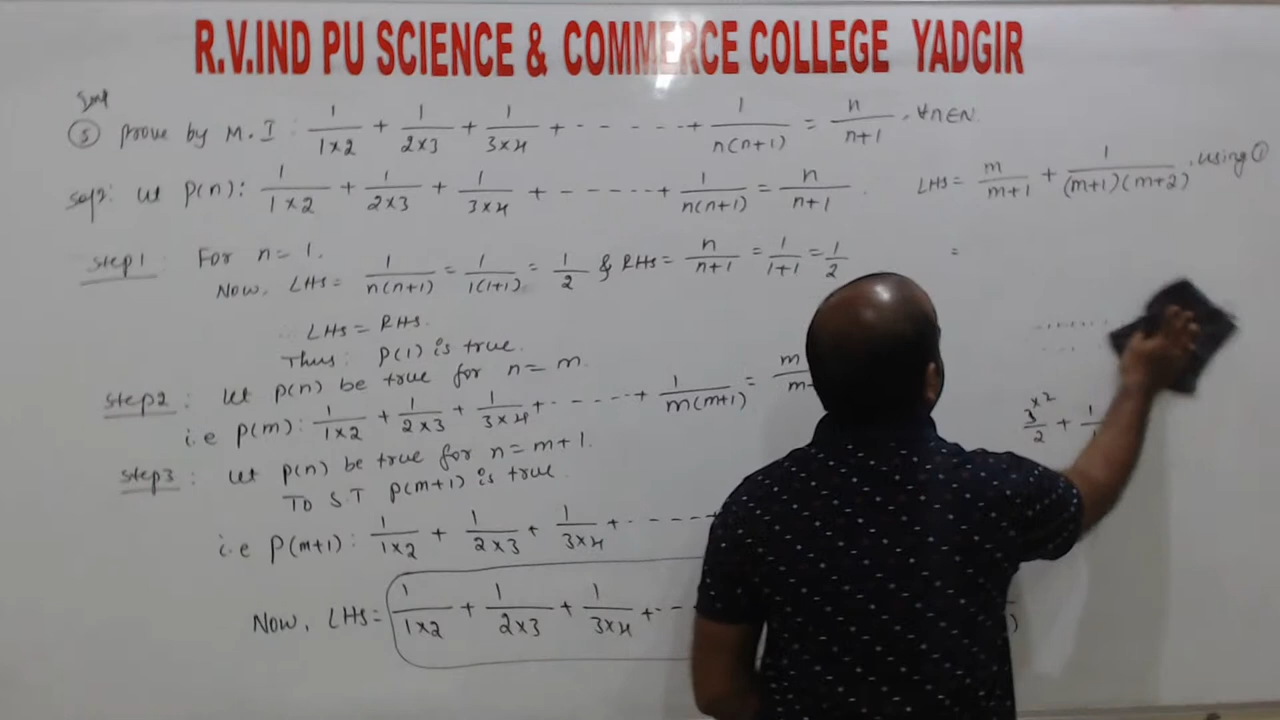 R.V.IND PU SCIENCE & COMMERCE COLLEGE YADGIR
⑤ prove by M.I : 1/1×2 + 1/2×3 + 1/3×4 + - - - - - + 1/n(n+1) = n/n+1 , ∀n∈N
let p(n): 1/1×2 + 1/2×3 + 1/3×4 + - - - - - + 1/n(n+1) = n/n+1 .
Step1 : For n = 1.
Now, LHS = 1/n(n+1) = 1/1(1+1) = 1/2 & RHS = n/n+1 = 1/1+1 = 1/2
∴ LHS = RHS.
Thus: p(1) is true.
Step2 : let p(n) be true for n = m.
i.e p(m): 1/1×2 + 1/2×3 + 1/3×4 + - - - - - + 1/m(m+1) = m/m+
Step3 : let p(n) be true for n = m+1.
To S.T p(m+1) is true.
i.e p(m+1): 1/1×2 + 1/2×3 + 1/3×4 + - - - - +
Now, LHS = 1/1×2 + 1/2×3 + 1/3×4 + - -
LHS = m/m+1 + 1/(m+1)(m+2) , using ①
=
3×2/2 + 1/